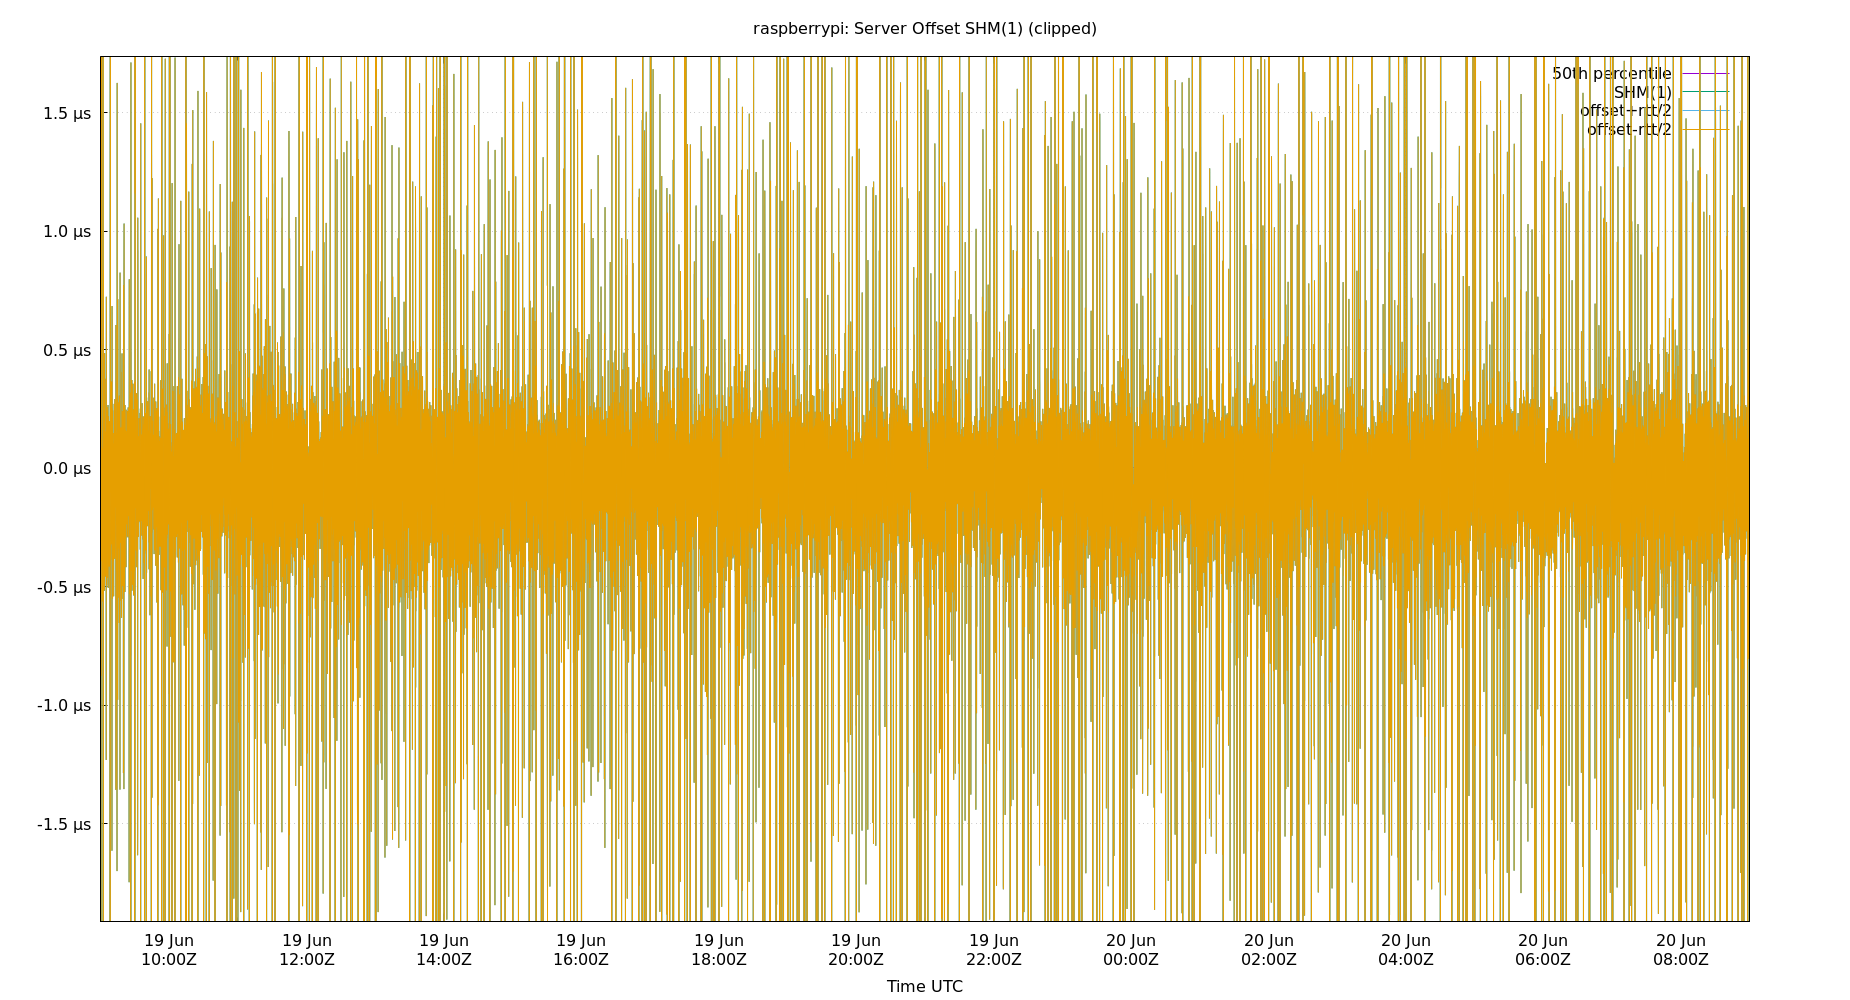 raspberrypi: Server Offset SHM(1) (clipped)
50th percentile
SHM(1)
offset+rtt/2
offset-rtt/2
1.5 µs
1.0 µs
0.5 µs
0.0 µs
-0.5 µs
-1.0 µs
-1.5 µs
19 Jun 19 Jun 19 Jun 19 Jun 19 Jun 19 Jun 19 Jun 20 Jun 20 Jun 20 Jun 20 Jun 20 Jun
10:00Z 12:00Z 14:00Z 16:00Z 18:00Z 20:00Z 22:00Z 00:00Z 02:00Z 04:00Z 06:00Z 08:00Z
Time UTC